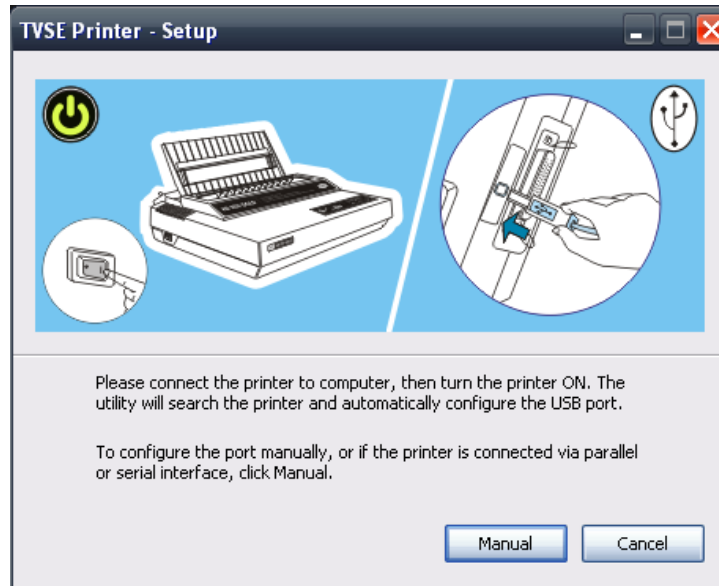 TVSE Printer - Setup
Please connect the printer to computer, then turn the printer ON. The
utility will search the printer and automatically configure the USB port.
To configure the port manually, or if the printer is connected via parallel
or serial interface, click Manual.
Manual
Cancel